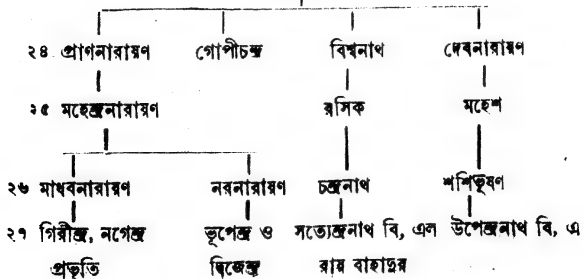 ২৪ প্রাণনারায়ণ গোপীচন্দ্র বিশ্বনাথ দেবনারায়ণ
২৫ মহেন্দ্রনারায়ণ রসিক মহেশ
২৬ মাধবনারায়ণ নরনারায়ণ চন্দ্রনাথ শশিভূষণ
২৭ গিরীন্দ্র, নগেন্দ্র ভূপেন্দ্র ও সত্যেন্দ্রনাথ বি, এল উপেন্দ্রনাথ বি, এ
প্রভৃতি দ্বিজেন্দ্র রায় বাহাদুর